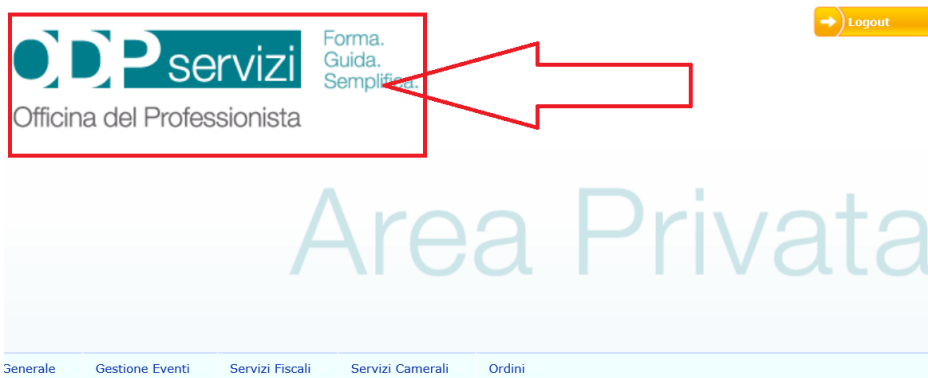 ODP servizi
Officina del Professionista
Forma.
Guida.
Semplifica.
Logout
Area Privata
Generale Gestione Eventi Servizi Fiscali Servizi Camerali Ordini